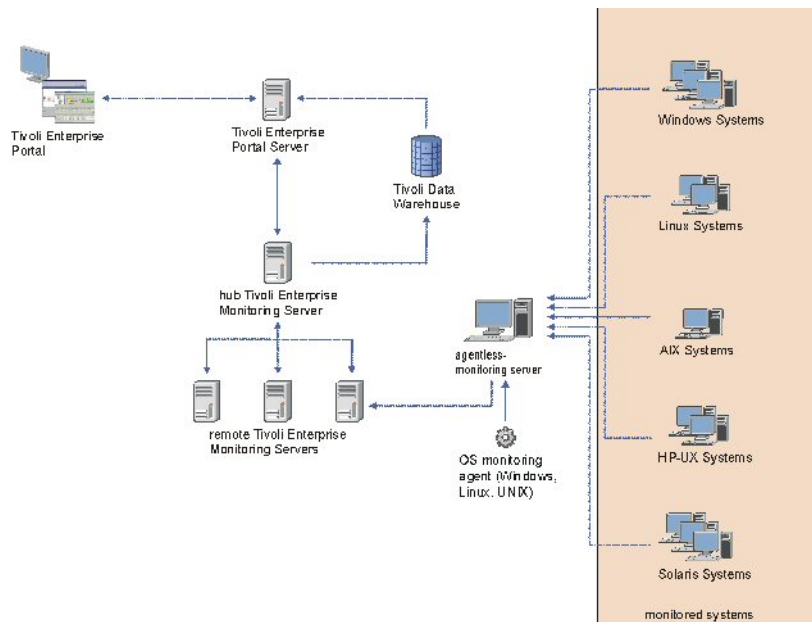 Tivoli Enterprise
Portal
Tivoli Enterprise
Portal Server
Tivoli Data
Warehouse
hub Tivoli Enterprise
Monitoring Server
remote Tivoli Enterprise
Monitoring Servers
agentless-
monitoring server
OS monitoring
agent (Windows,
Linux, UNIX)
Windows Systems
Linux Systems
AIX Systems
HP-UX Systems
Solaris Systems
monitored systems